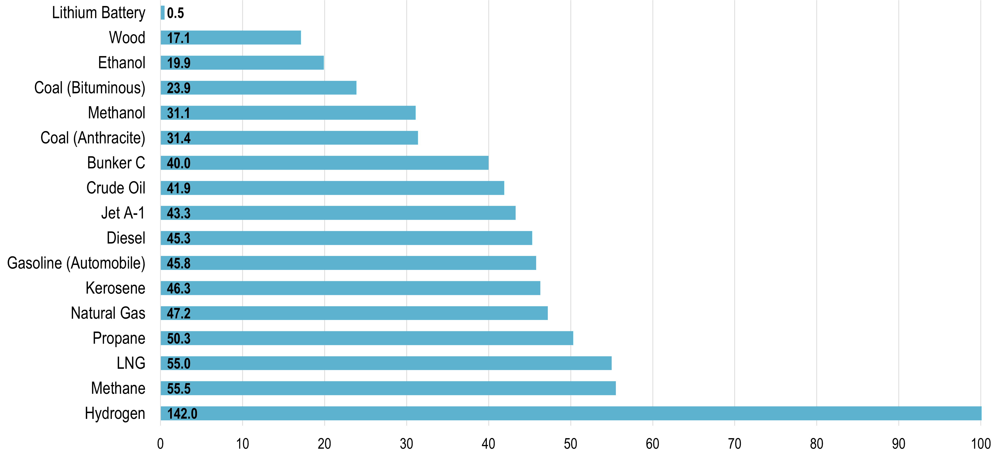 Lithium Battery 0.5
Wood 17.1
Ethanol 19.9
Coal (Bituminous) 23.9
Methanol 31.1
Coal (Anthracite) 31.4
Bunker C 40.0
Crude Oil 41.9
Jet A-1 43.3
Diesel 45.3
Gasoline (Automobile) 45.8
Kerosene 46.3
Natural Gas 47.2
Propane 50.3
LNG 55.0
Methane 55.5
Hydrogen 142.0
0 10 20 30 40 50 60 70 80 90 100